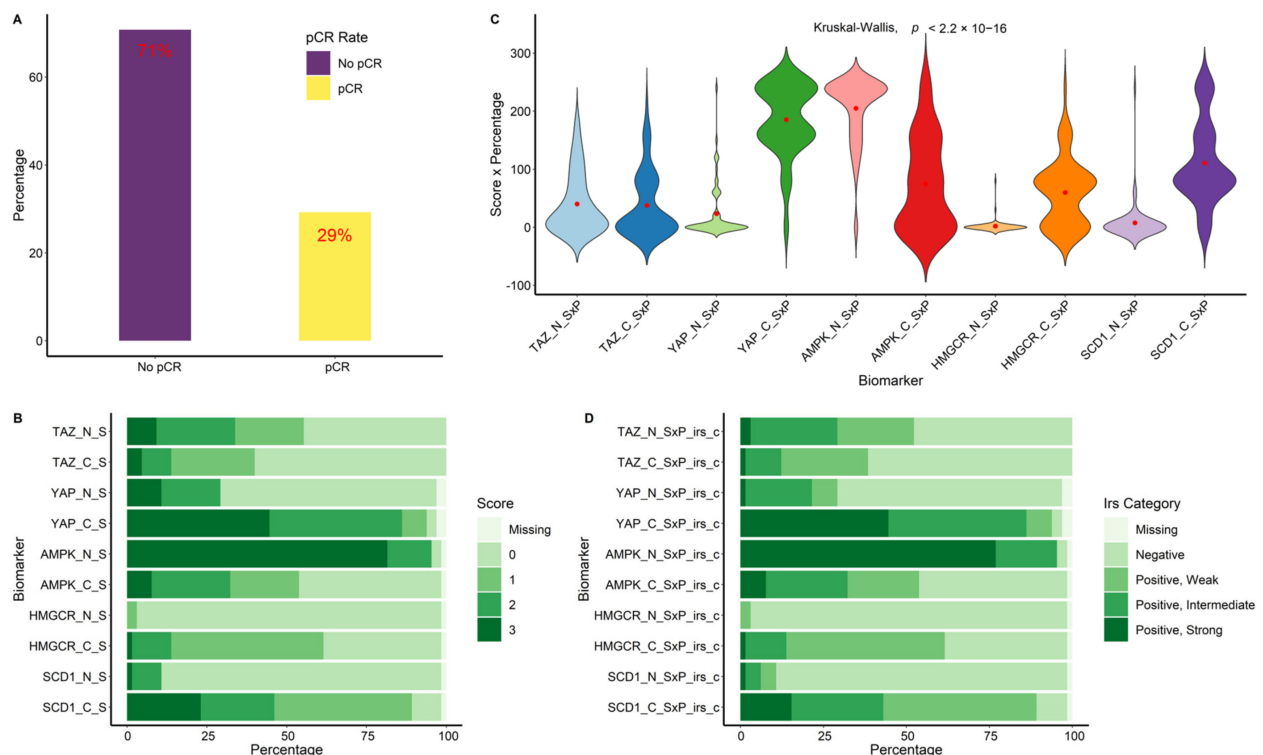 A
Percentage
60
40
20
0
71%
29%
No pCR
pCR
pCR Rate
No pCR
pCR
C
Kruskal-Wallis, p < 2.2 × 10−16
Score x Percentage
300
200
100
0
-100
TAZ_N_SxP
TAZ_C_SxP
YAP_N_SxP
YAP_C_SxP
AMPK_N_SxP
AMPK_C_SxP
HMGCR_N_SxP
HMGCR_C_SxP
SCD1_N_SxP
SCD1_C_SxP
Biomarker
B
Biomarker
TAZ_N_S
TAZ_C_S
YAP_N_S
YAP_C_S
AMPK_N_S
AMPK_C_S
HMGCR_N_S
HMGCR_C_S
SCD1_N_S
SCD1_C_S
0
25
50
75
100
Percentage
Score
Missing
0
1
2
3
D
Biomarker
TAZ_N_SxP_irs_c
TAZ_C_SxP_irs_c
YAP_N_SxP_irs_c
YAP_C_SxP_irs_c
AMPK_N_SxP_irs_c
AMPK_C_SxP_irs_c
HMGCR_N_SxP_irs_c
HMGCR_C_SxP_irs_c
SCD1_N_SxP_irs_c
SCD1_C_SxP_irs_c
0
25
50
75
100
Percentage
Irs Category
Missing
Negative
Positive, Weak
Positive, Intermediate
Positive, Strong